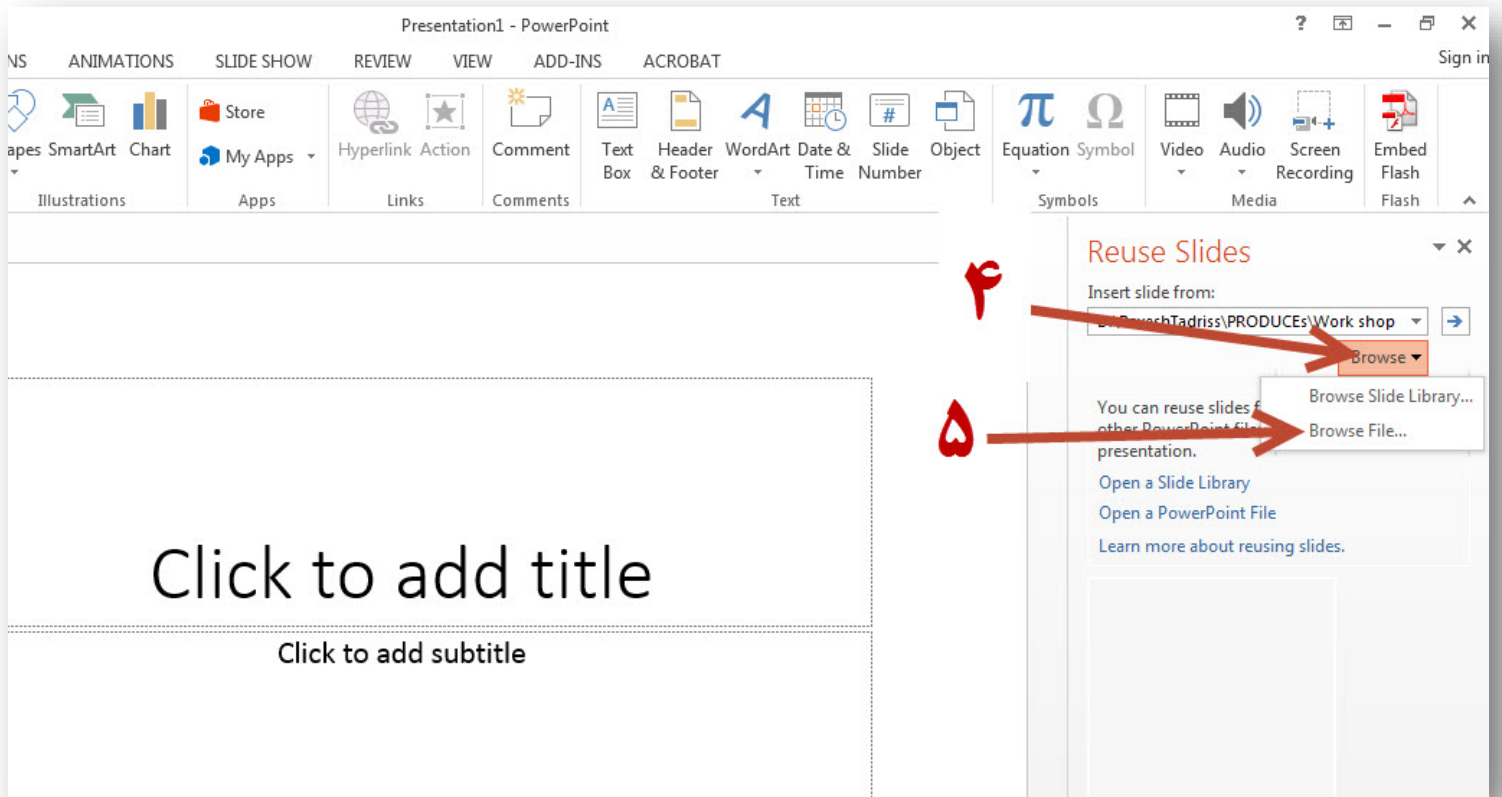 Presentation1 - PowerPoint
?
NS ANIMATIONS SLIDE SHOW REVIEW VIEW ADD-INS ACROBAT Sign in
apes SmartArt Chart
Store
My Apps
Hyperlink Action
Comment
Text Box
Header & Footer
WordArt
Date & Time
Slide Number
#
Object
π Ω
Equation Symbol
Video Audio
Screen Recording
Embed Flash
Illustrations Apps Links Comments Text Symbols Media Flash
Reuse Slides
Insert slide from:
\PRODUCEs\Work shop
۴
Browse
Browse Slide Library...
Browse File...
۵
You can reuse slides
other PowerPoint
presentation.
Open a Slide Library
Open a PowerPoint File
Learn more about reusing slides.
Click to add title
Click to add subtitle